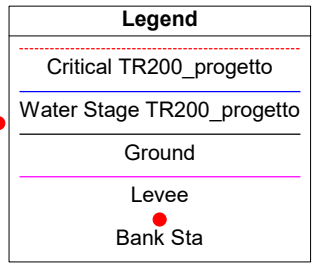 Legend
Critical TR200_progetto
Water Stage TR200_progetto
Ground
Levee
Bank Sta